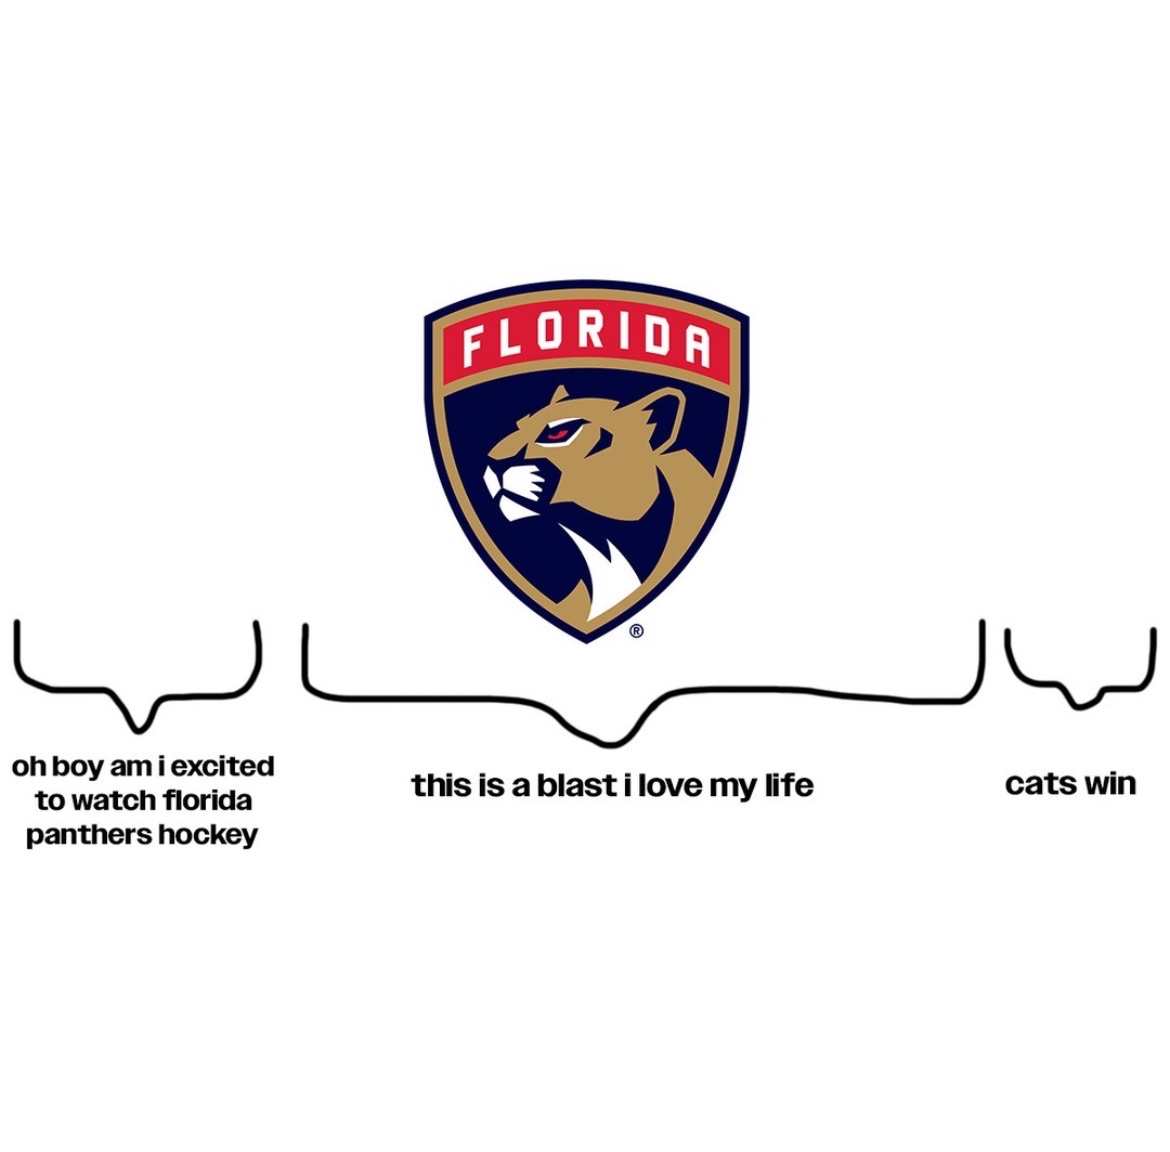 FLORIDA
®
oh boy am i excited
to watch florida
panthers hockey
this is a blast i love my life
cats win